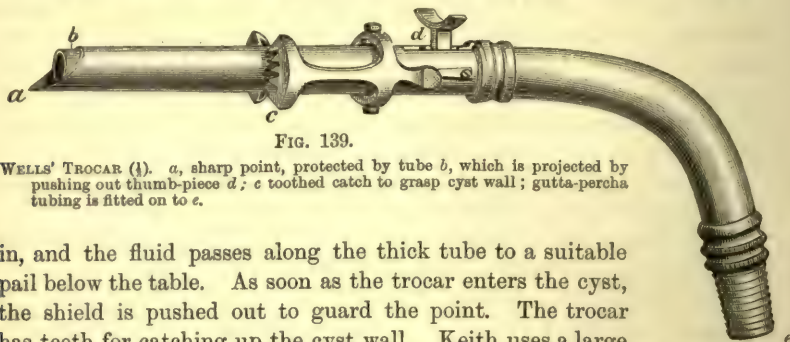 b
d
a
c
FIG. 139.
WELLS' TROCAR (½). a, sharp point, protected by tube b, which is projected by
pushing out thumb-piece d; c toothed catch to grasp cyst wall; gutta-percha
tubing is fitted on to e.
in, and the fluid passes along the thick tube to a suitable
pail below the table. As soon as the trocar enters the cyst,
the shield is pushed out to guard the point. The trocar
has teeth for catching up the cyst wall. Keith uses a large
e